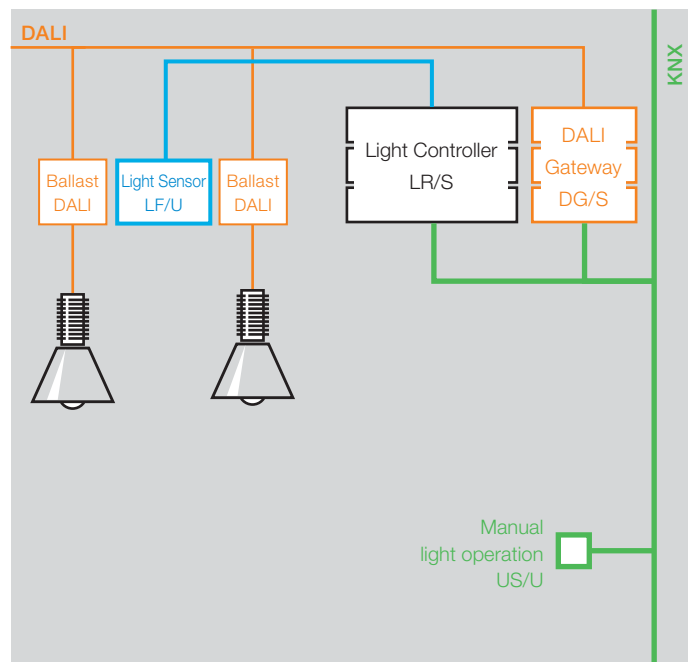 DALI
KNX
Ballast
DALI
Light Sensor
LF/U
Ballast
DALI
Light Controller
LR/S
DALI
Gateway
DG/S
Manual
light operation
US/U